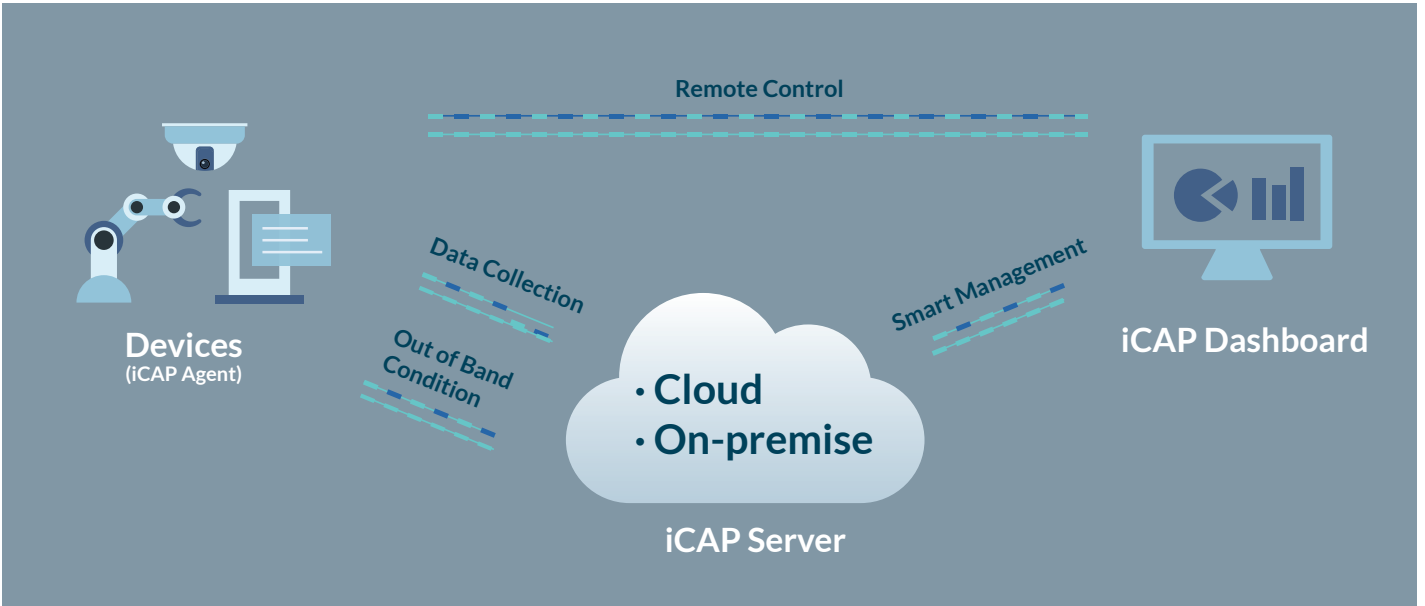 Remote Control
Data Collection
Out of Band
Condition
Smart Management
Devices
(iCAP Agent)
iCAP Dashboard
· Cloud
· On-premise
iCAP Server